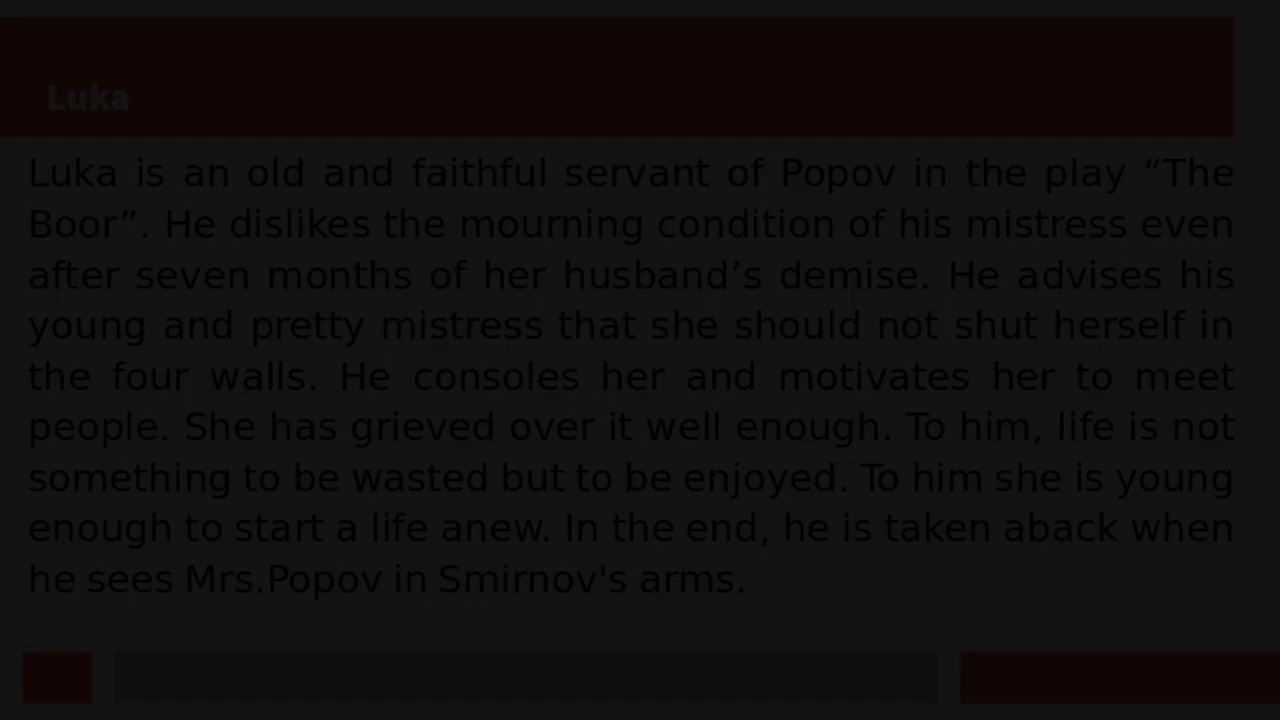 Luka
Luka is an old and faithful servant of Popov in the play “The
Boor”. He dislikes the mourning condition of his mistress even
after seven months of her husband’s demise. He advises his
young and pretty mistress that she should not shut herself in
the four walls. He consoles her and motivates her to meet
people. She has grieved over it well enough. To him, life is not
something to be wasted but to be enjoyed. To him she is young
enough to start a life anew. In the end, he is taken aback when
he sees Mrs.Popov in Smirnov's arms.